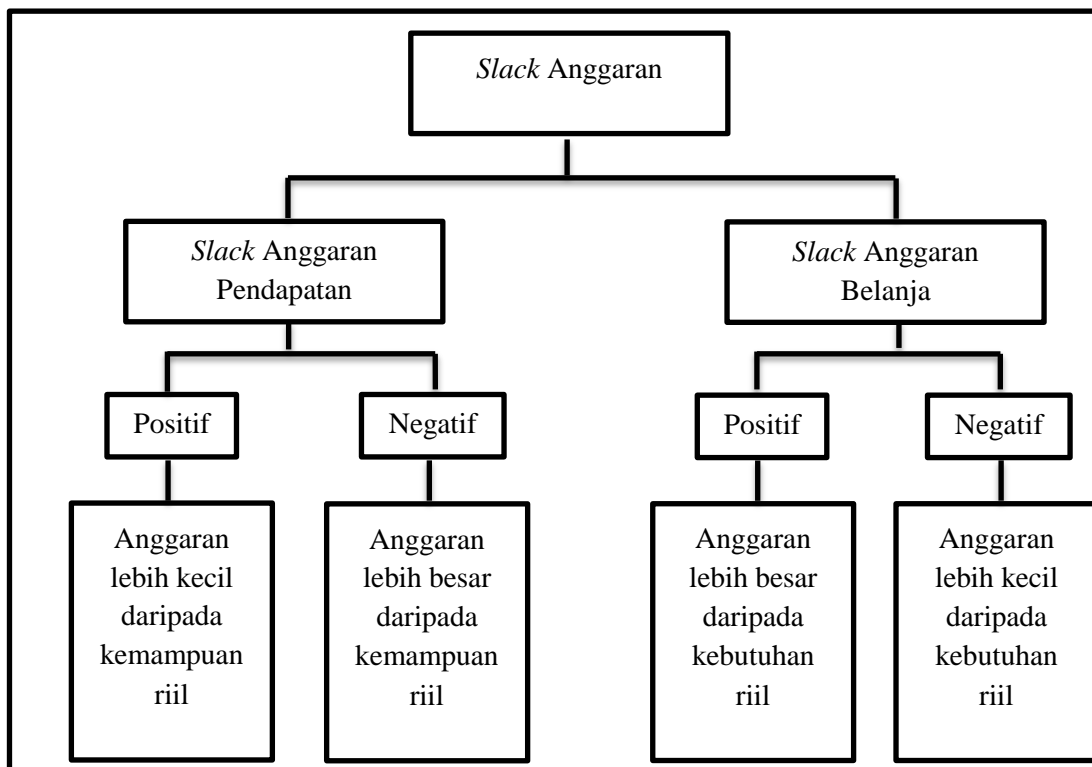 Slack Anggaran
Slack Anggaran
Pendapatan
Slack Anggaran
Belanja
Positif
Negatif
Positif
Negatif
Anggaran
lebih kecil
daripada
kemampuan
riil
Anggaran
lebih besar
daripada
kemampuan
riil
Anggaran
lebih besar
daripada
kebutuhan
riil
Anggaran
lebih kecil
daripada
kebutuhan
riil